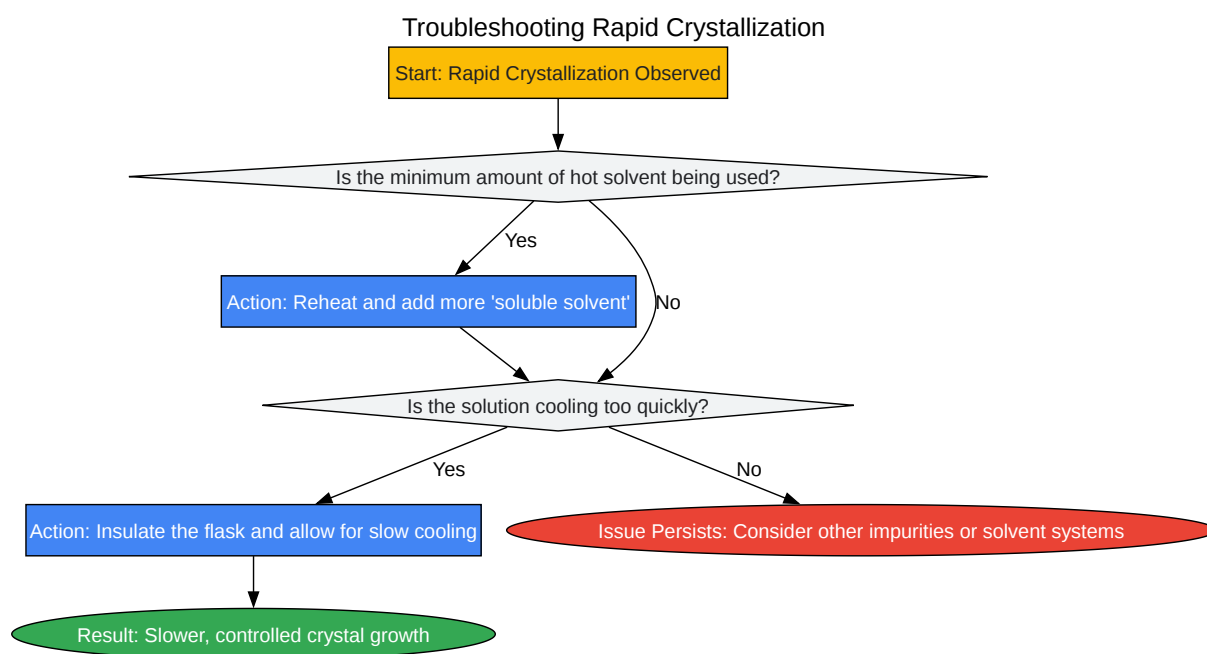 Troubleshooting Rapid Crystallization
Start: Rapid Crystallization Observed
Is the minimum amount of hot solvent being used?
Yes
Action: Reheat and add more 'soluble solvent'
No
Is the solution cooling too quickly?
Yes
No
Action: Insulate the flask and allow for slow cooling
Issue Persists: Consider other impurities or solvent systems
Result: Slower, controlled crystal growth